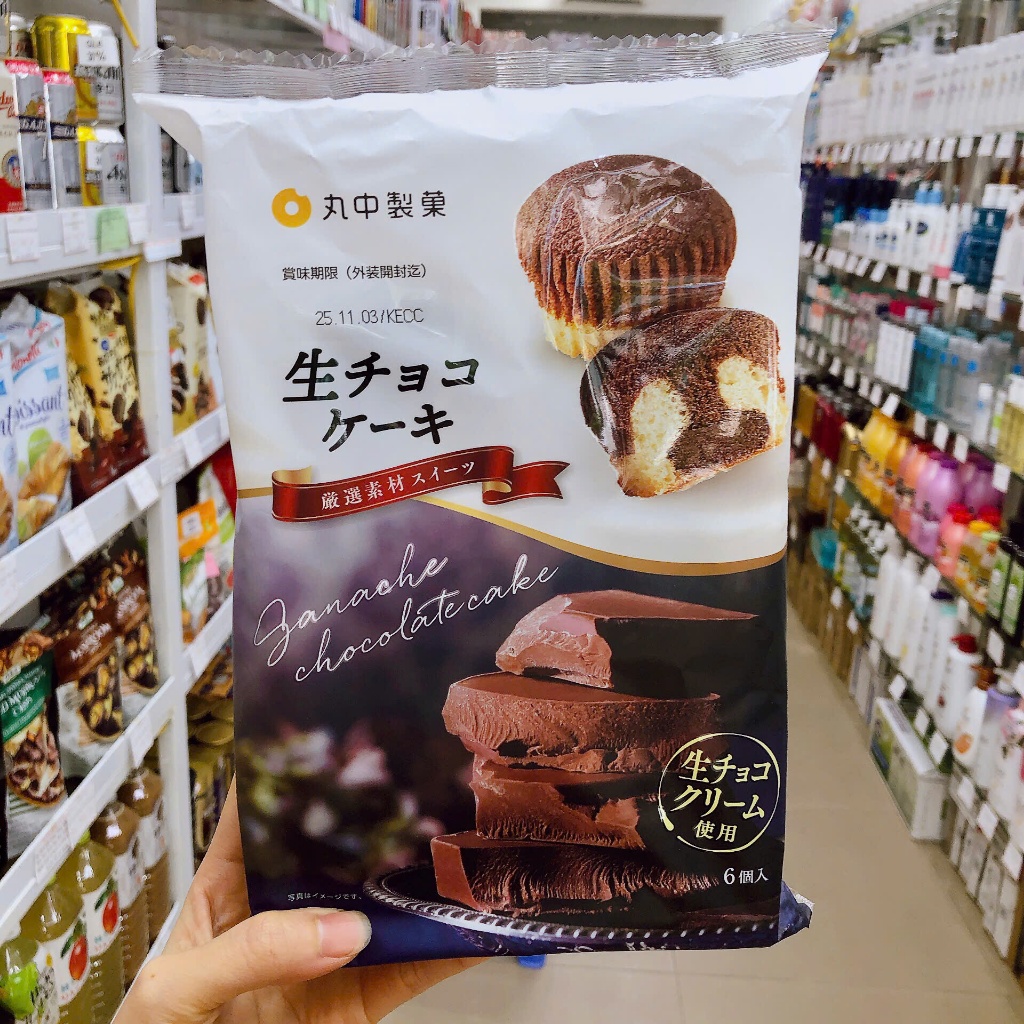 丸中製菓
賞味期限（外装開封迄）
25.11.03/KECC
生チョコ
ケーキ
厳選素材スイーツ
Ganache
chocolate cake
生チョコ
クリーム
使用
6個入
写真はイメージです。